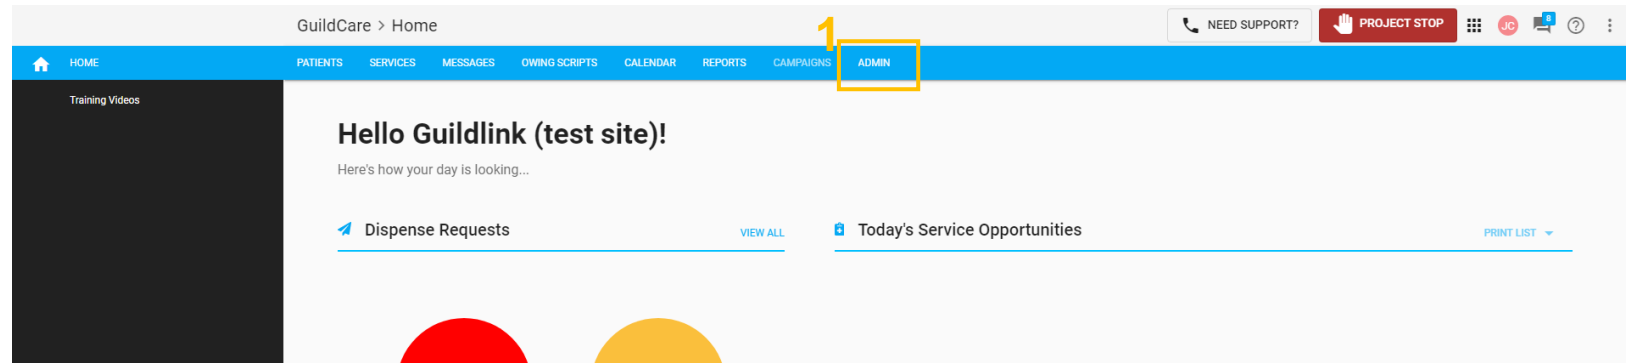 GuildCare > Home
1
NEED SUPPORT?
PROJECT STOP
JC
8
HOME
PATIENTS SERVICES MESSAGES OWING SCRIPTS CALENDAR REPORTS CAMPAIGNS ADMIN
Training Videos
Hello Guildlink (test site)!
Here's how your day is looking...
Dispense Requests
VIEW ALL
Today's Service Opportunities
PRINT LIST